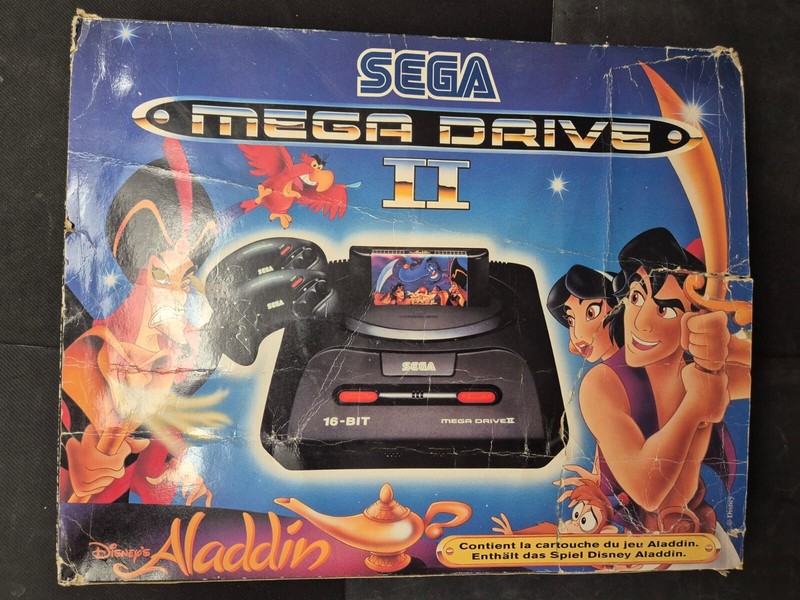 SEGA
MEGA DRIVE
II
SEGA
SEGA
SEGA
16-BIT
MEGA DRIVE II
© Disney
DISNEY'S Aladdin
Contient la cartouche du jeu Aladdin.
Enthält das Spiel Disney Aladdin.